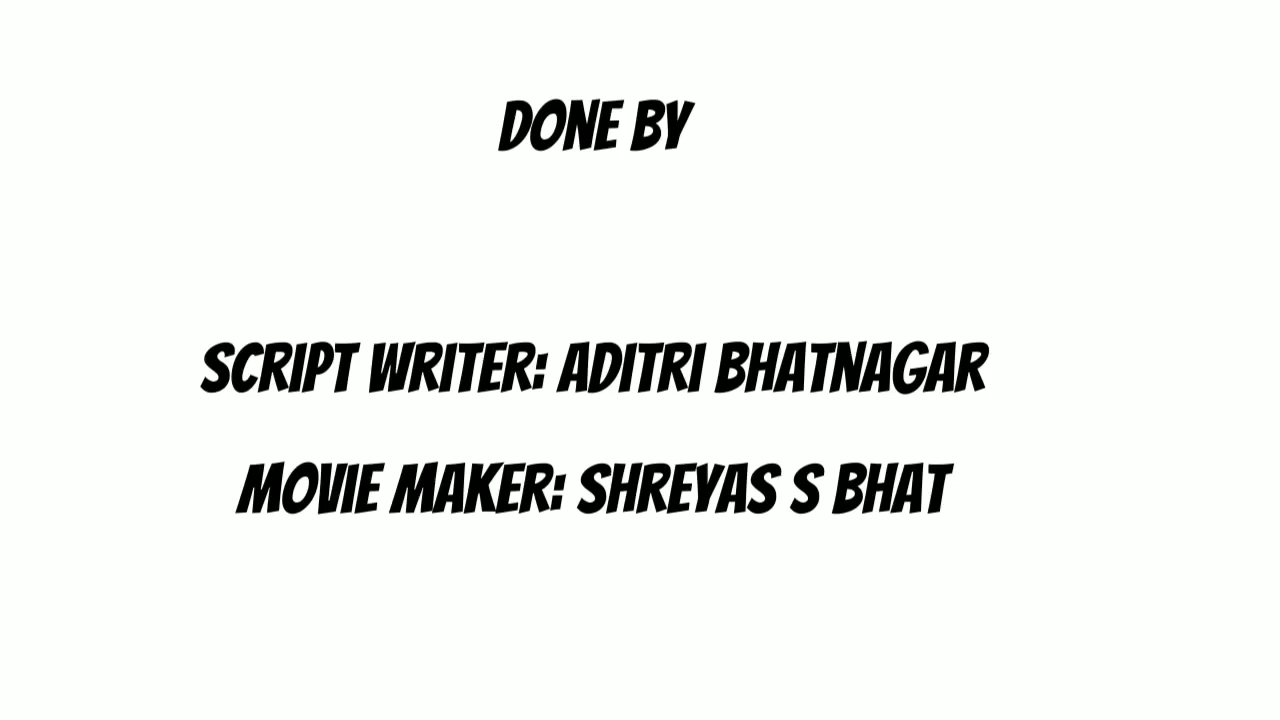 DONE BY
SCRIPT WRITER: ADITRI BHATNAGAR
MOVIE MAKER: SHREYAS S BHAT